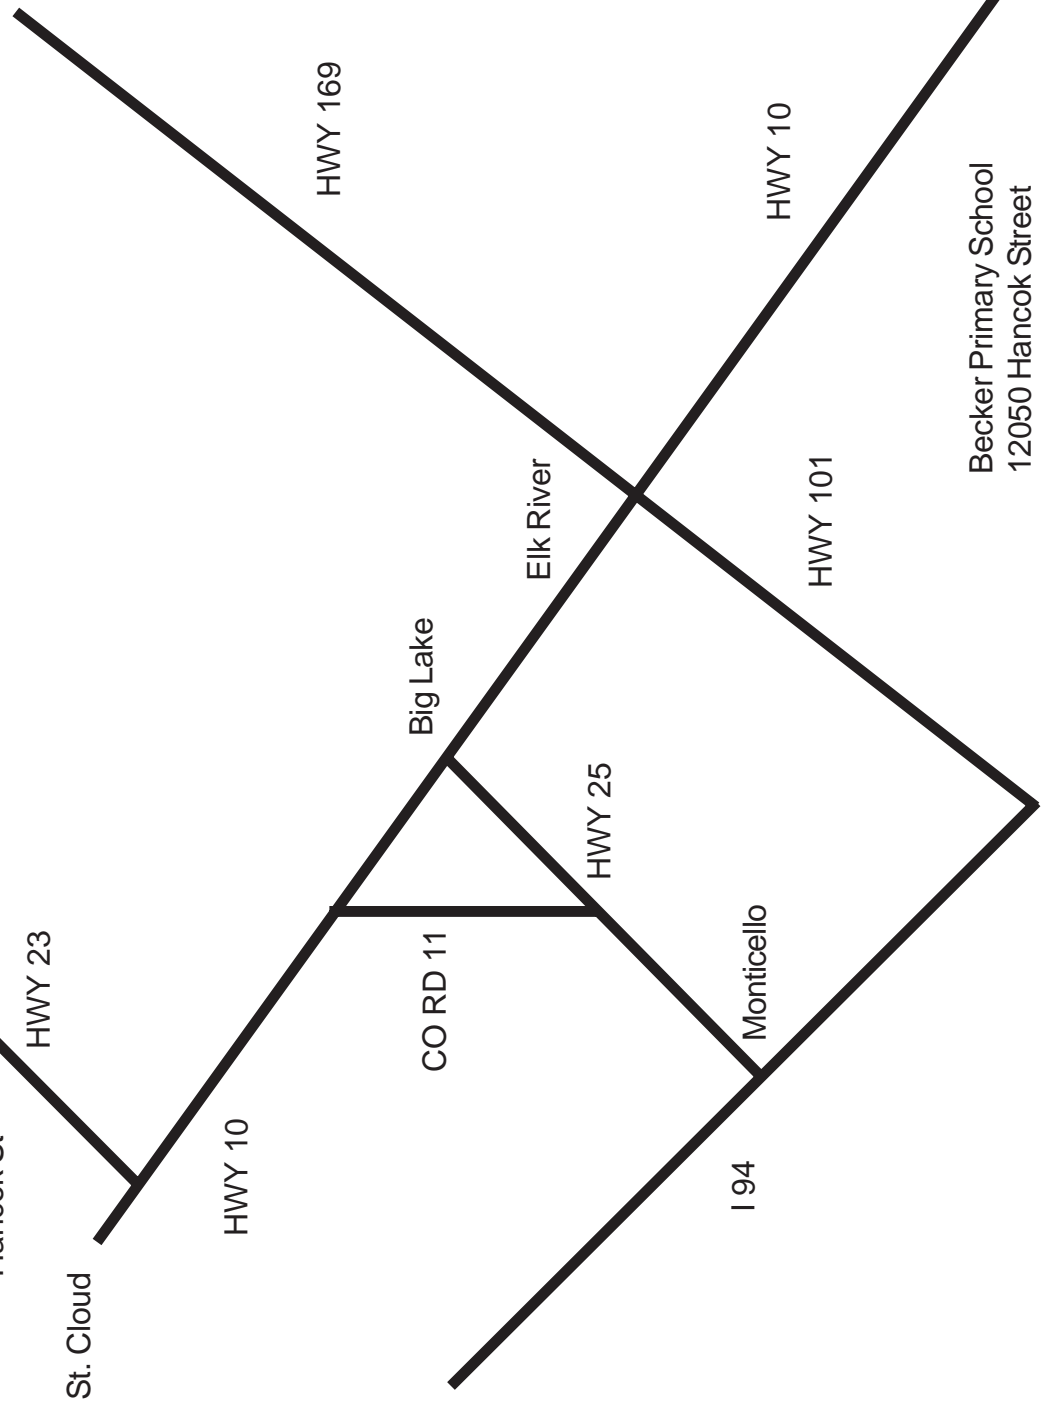 St. Cloud
HWY 23
HWY 10
CO RD 11
I 94
Monticello
HWY 25
Big Lake
Elk River
HWY 101
HWY 169
HWY 10
Becker Primary School
12050 Hancok Street